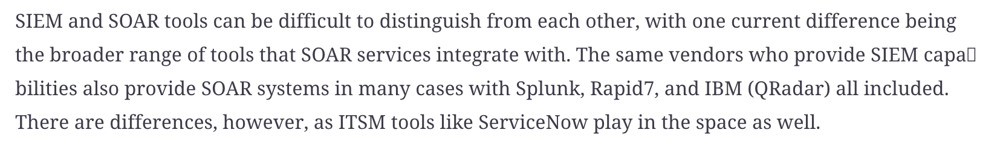 SIEM and SOAR tools can be difficult to distinguish from each other, with one current difference being
the broader range of tools that SOAR services integrate with. The same vendors who provide SIEM capa▯
bilities also provide SOAR systems in many cases with Splunk, Rapid7, and IBM (QRadar) all included.
There are differences, however, as ITSM tools like ServiceNow play in the space as well.